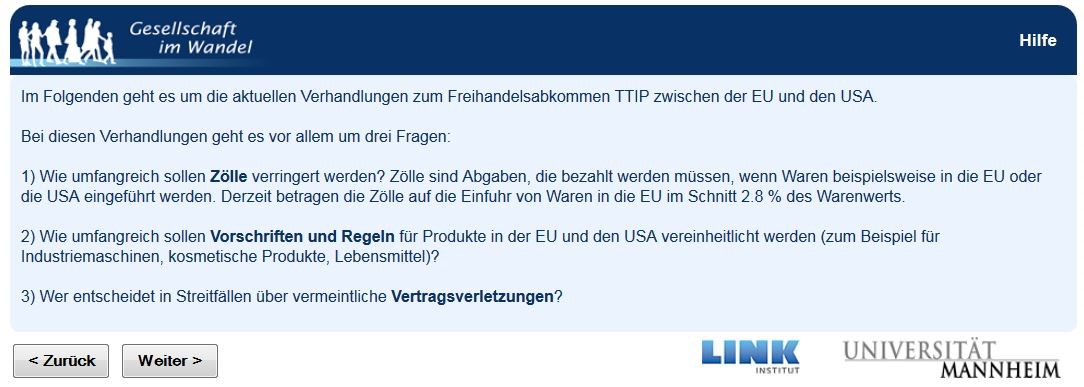 Gesellschaft
im Wandel
Hilfe
Im Folgenden geht es um die aktuellen Verhandlungen zum Freihandelsabkommen TTIP zwischen der EU und den USA.
Bei diesen Verhandlungen geht es vor allem um drei Fragen:
1) Wie umfangreich sollen Zölle verringert werden? Zölle sind Abgaben, die bezahlt werden müssen, wenn Waren beispielsweise in die EU oder
die USA eingeführt werden. Derzeit betragen die Zölle auf die Einfuhr von Waren in die EU im Schnitt 2.8 % des Warenwerts.
2) Wie umfangreich sollen Vorschriften und Regeln für Produkte in der EU und den USA vereinheitlicht werden (zum Beispiel für
Industriemaschinen, kosmetische Produkte, Lebensmittel)?
3) Wer entscheidet in Streitfällen über vermeintliche Vertragsverletzungen?
< Zurück
Weiter >
LINK
INSTITUT
UNIVERSITÄT
MANNHEIM